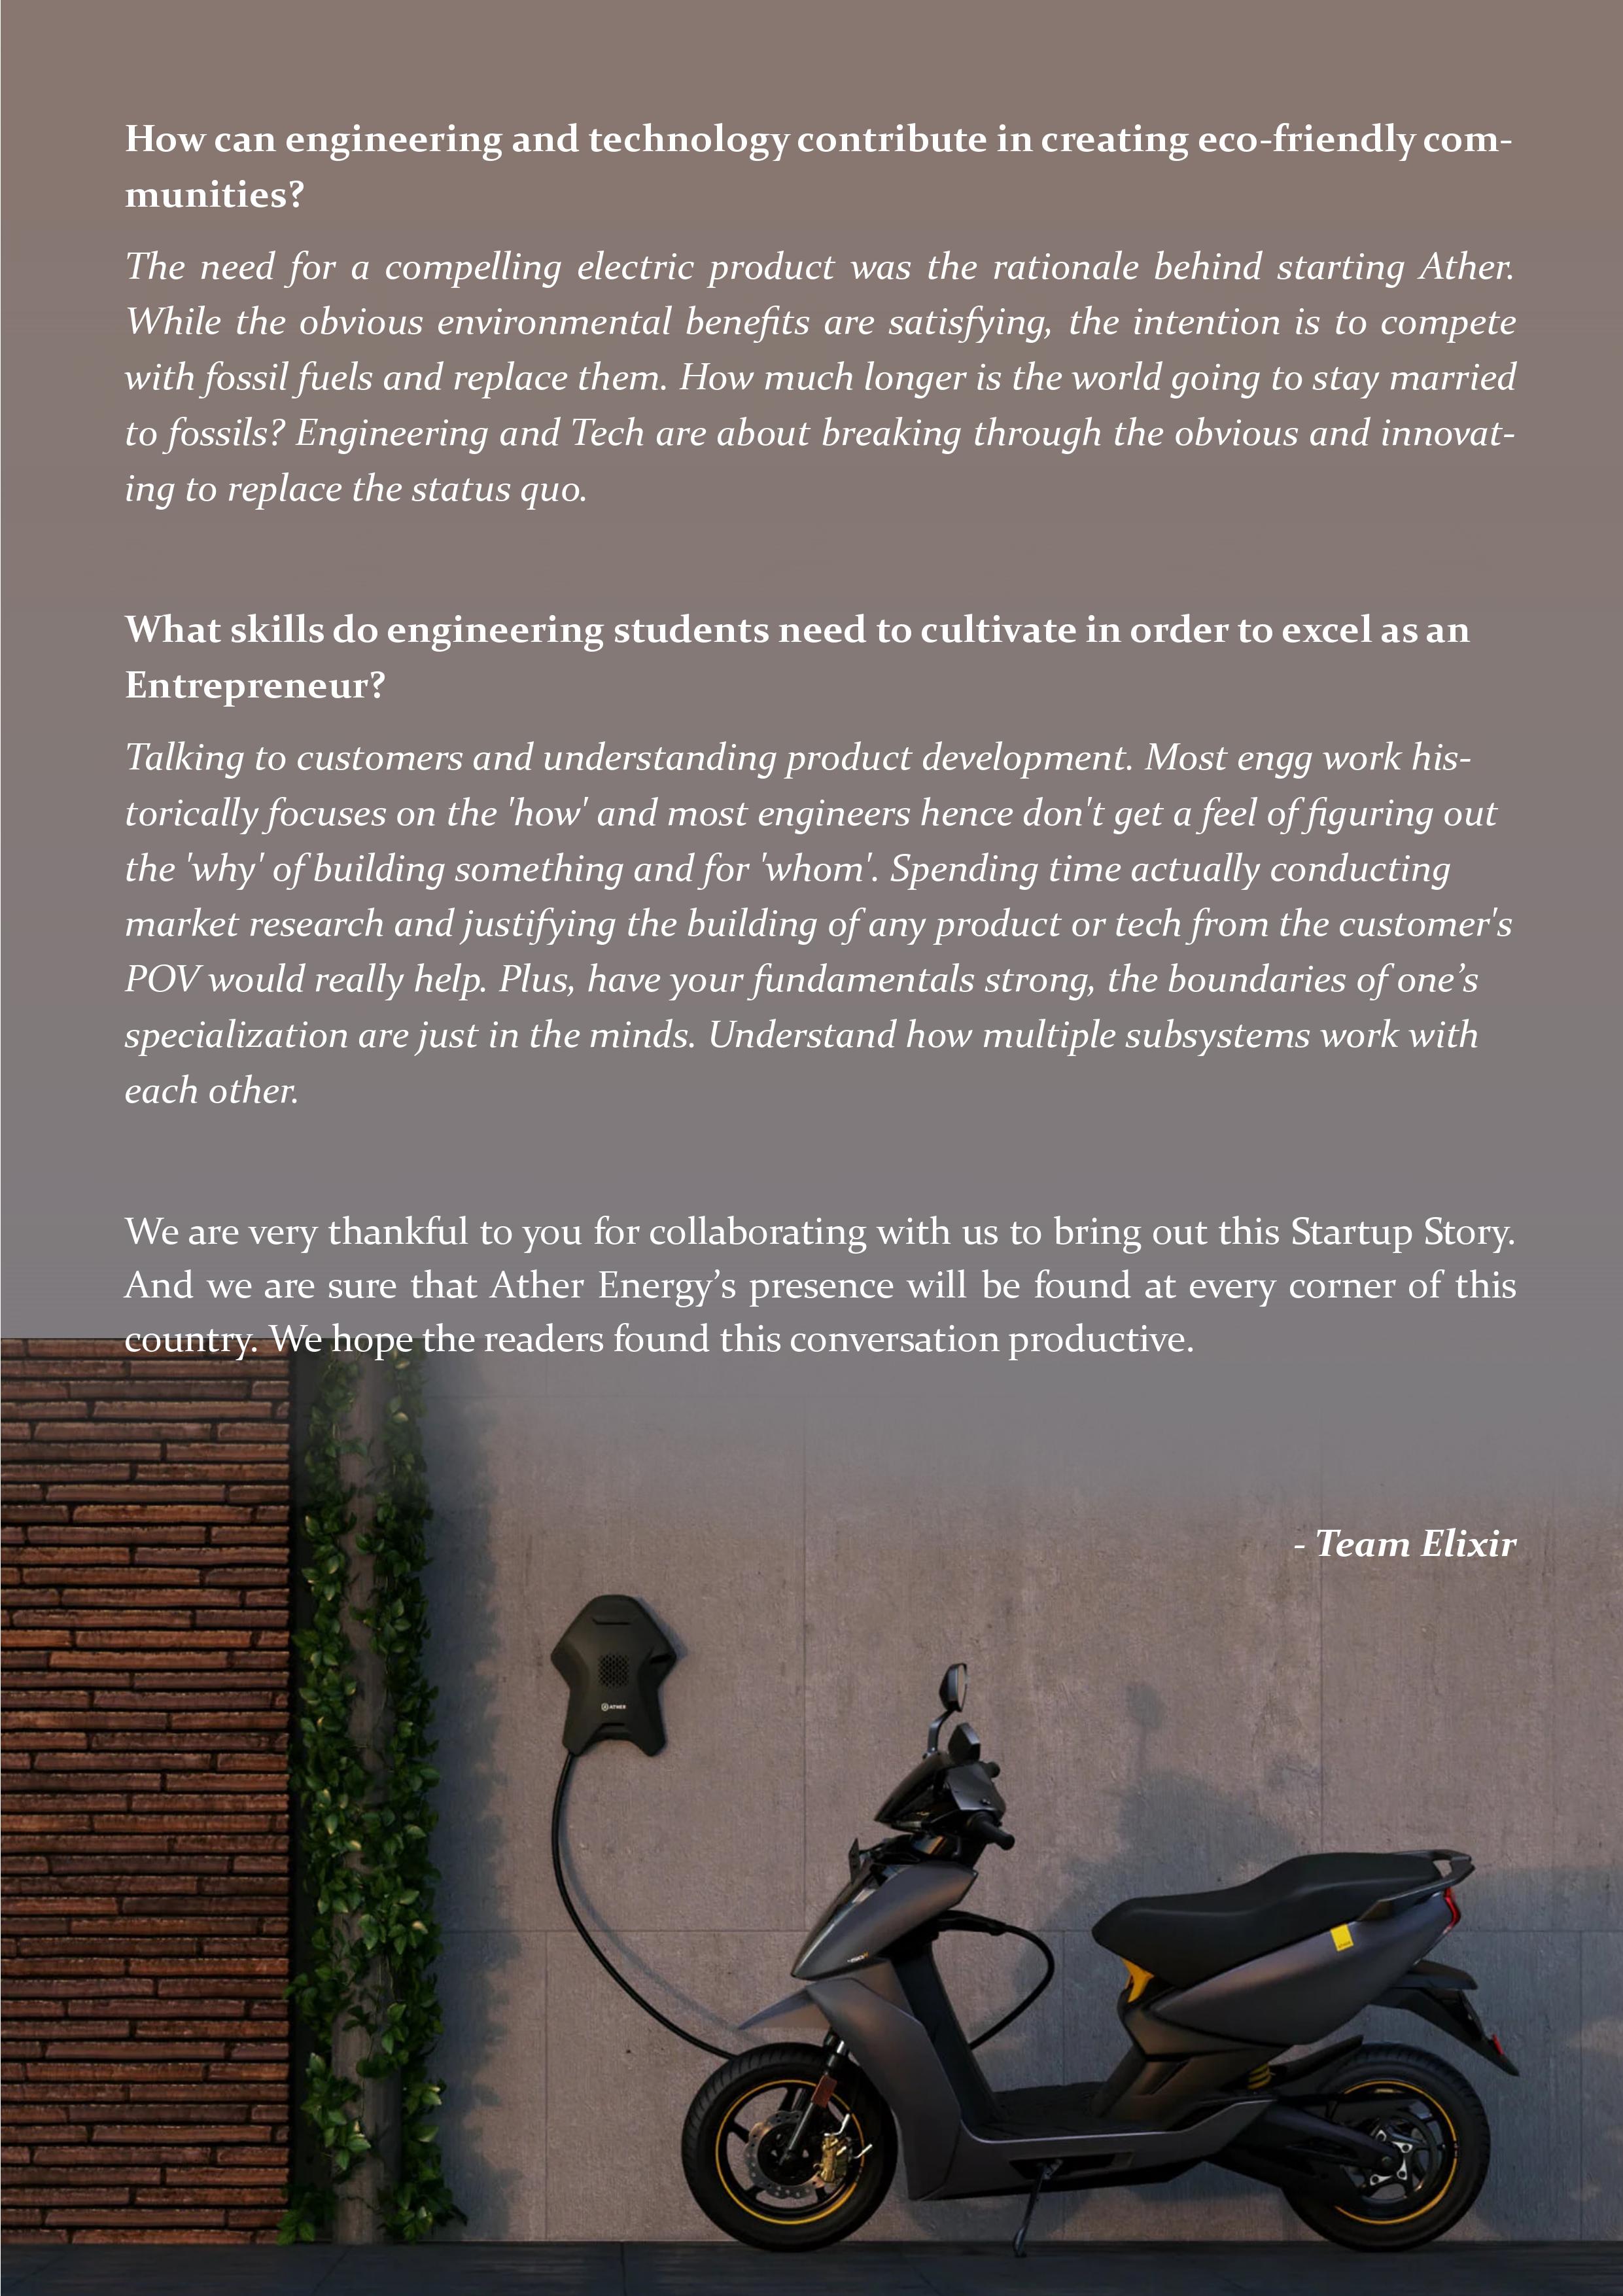 How can engineering and technology contribute in creating eco-friendly com-
munities?
The need for a compelling electric product was the rationale behind starting Ather.
While the obvious environmental benefits are satisfying, the intention is to compete
with fossil fuels and replace them. How much longer is the world going to stay married
to fossils? Engineering and Tech are about breaking through the obvious and innovat-
ing to replace the status quo.
What skills do engineering students need to cultivate in order to excel as an
Entrepreneur?
Talking to customers and understanding product development. Most engg work his-
torically focuses on the 'how' and most engineers hence don't get a feel of figuring out
the 'why' of building something and for 'whom'. Spending time actually conducting
market research and justifying the building of any product or tech from the customer's
POV would really help. Plus, have your fundamentals strong, the boundaries of one’s
specialization are just in the minds. Understand how multiple subsystems work with
each other.
We are very thankful to you for collaborating with us to bring out this Startup Story.
And we are sure that Ather Energy’s presence will be found at every corner of this
country. We hope the readers found this conversation productive.
- Team Elixir
ATHER